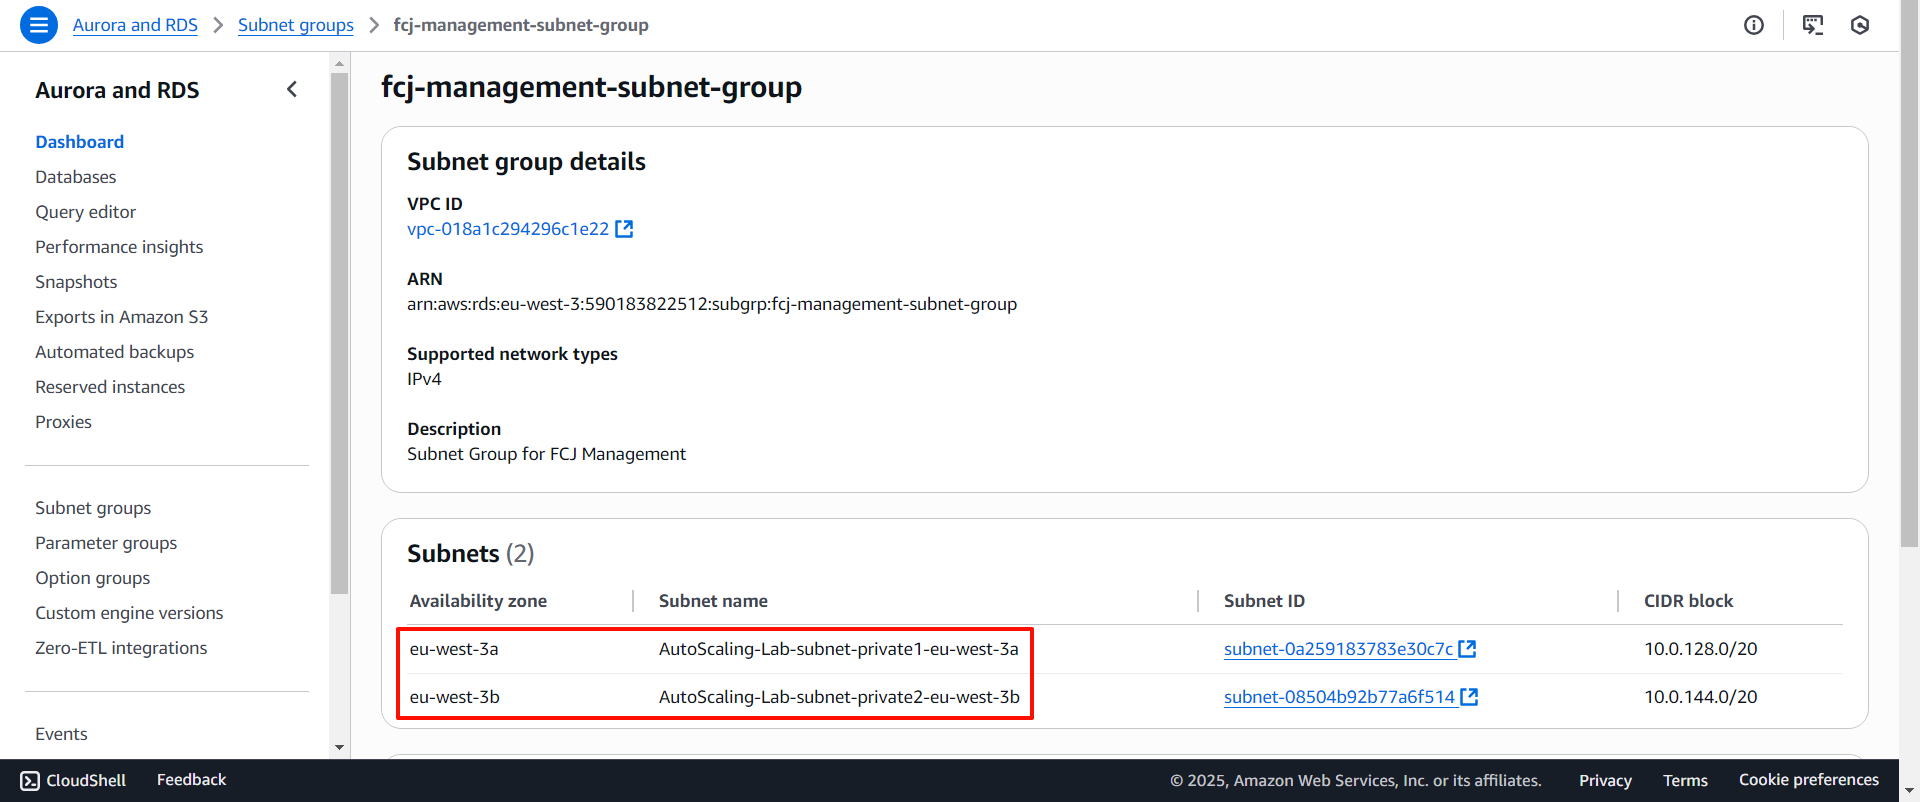 Aurora and RDS > Subnet groups > fcj-management-subnet-group
Aurora and RDS
Dashboard
Databases
Query editor
Performance insights
Snapshots
Exports in Amazon S3
Automated backups
Reserved instances
Proxies
Subnet groups
Parameter groups
Option groups
Custom engine versions
Zero-ETL integrations
Events
fcj-management-subnet-group
Subnet group details
VPC ID
vpc-018a1c294296c1e22
ARN
arn:aws:rds:eu-west-3:590183822512:subgrp:fcj-management-subnet-group
Supported network types
IPv4
Description
Subnet Group for FCJ Management
Subnets (2)
Availability zone Subnet name Subnet ID CIDR block
eu-west-3a AutoScaling-Lab-subnet-private1-eu-west-3a subnet-0a259183783e30c7c 10.0.128.0/20
eu-west-3b AutoScaling-Lab-subnet-private2-eu-west-3b subnet-08504b92b77a6f514 10.0.144.0/20
CloudShell Feedback © 2025, Amazon Web Services, Inc. or its affiliates. Privacy Terms Cookie preferences